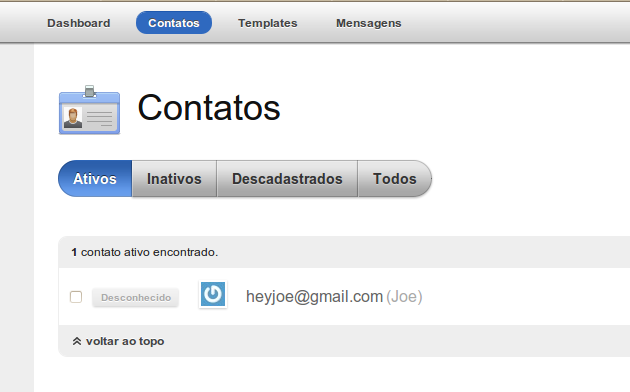 Dashboard Contatos Templates Mensagens
Contatos
Ativos Inativos Descadastrados Todos
1 contato ativo encontrado.
Desconhecido heyjoe@gmail.com (Joe)
voltar ao topo